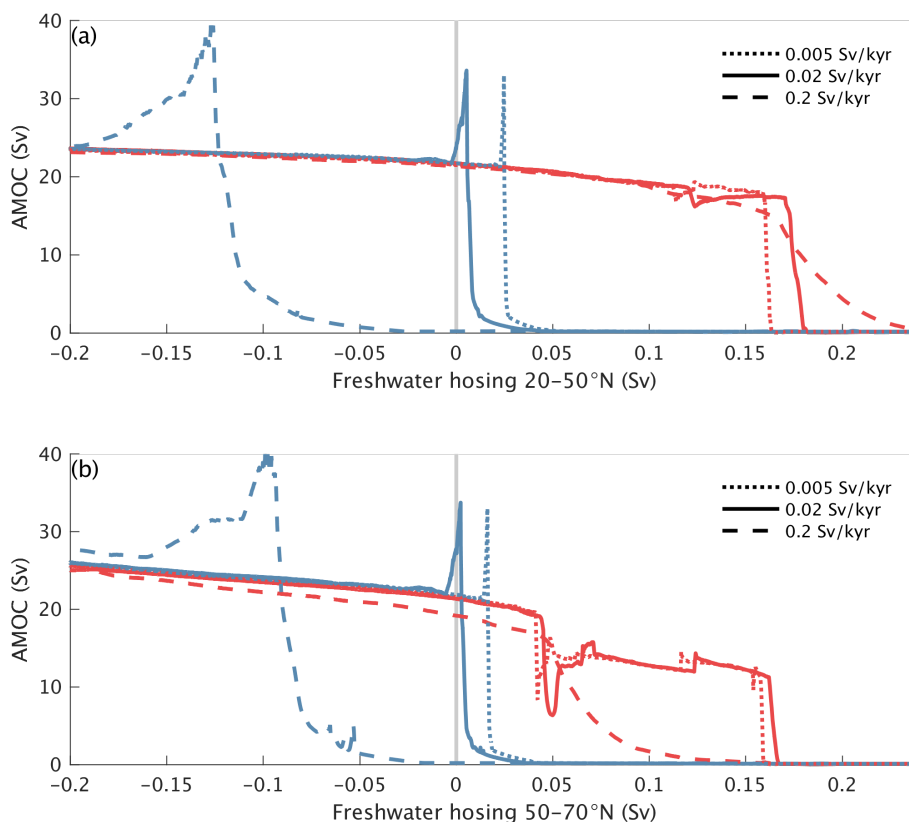 (a)
40
30
20
10
0
AMOC (Sv)
0.005 Sv/kyr
0.02 Sv/kyr
0.2 Sv/kyr
−0.2 −0.15 −0.1 −0.05 0 0.05 0.1 0.15 0.2
Freshwater hosing 20−50°N (Sv)
(b)
40
30
20
10
0
AMOC (Sv)
0.005 Sv/kyr
0.02 Sv/kyr
0.2 Sv/kyr
−0.2 −0.15 −0.1 −0.05 0 0.05 0.1 0.15 0.2
Freshwater hosing 50−70°N (Sv)